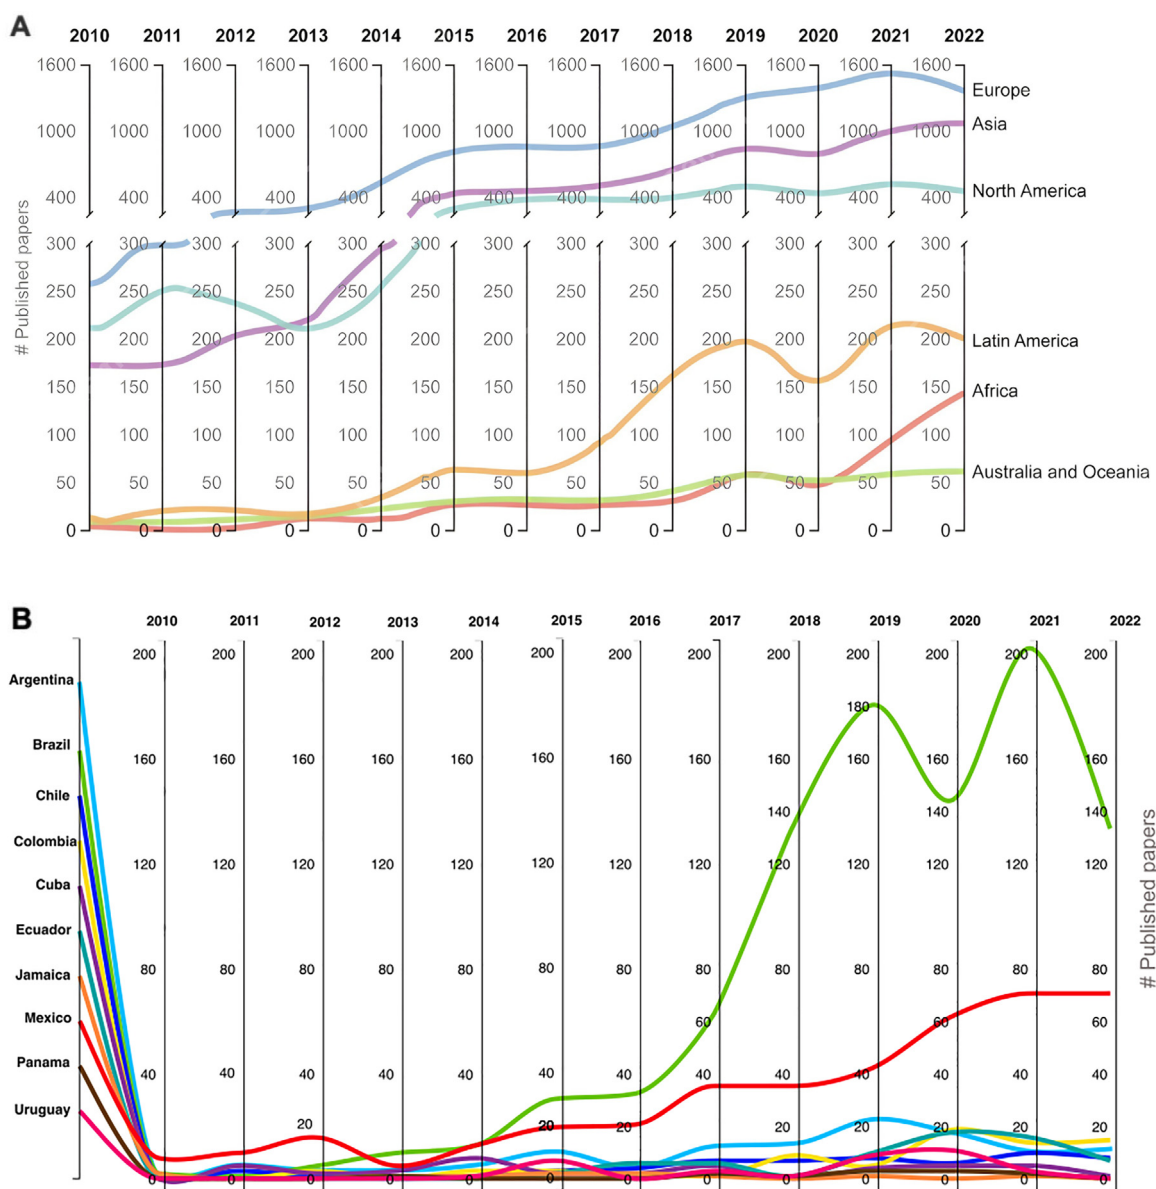 A
2010 2011 2012 2013 2014 2015 2016 2017 2018 2019 2020 2021 2022
1600 1600 1600 1600 1600 1600 1600 1600 1600 1600 1600 1600 1600
Europe
1000 1000 1000 1000 1000 1000 1000 1000 1000 1000 1000 1000
Asia
400 400 400 400 400 400 400 400 400 400 400 400 400
North America
# Published papers
300 300 300 300 300 300 300 300 300 300 300 300 300
250 250 250 250 250 250 250 250 250 250 250 250 250
200 200 200 200 200 200 200 200 200 200 200 200 200
Latin America
150 150 150 150 150 150 150 150 150 150 150 150 150
Africa
100 100 100 100 100 100 100 100 100 100 100 100 100
50 50 50 50 50 50 50 50 50 50 50 50 50
Australia and Oceania
0 0 0 0 0 0 0 0 0 0 0 0 0
B
2010 2011 2012 2013 2014 2015 2016 2017 2018 2019 2020 2021 2022
200 200 200 200 200 200 200 200 200 200 200 200 200
Argentina
180
Brazil
160 160 160 160 160 160 160 160 160 160 160 160 160
Chile
140 140 140
Colombia
120 120 120 120 120 120 120 120 120 120 120 120 120
Cuba
Ecuador
# Published papers
Jamaica
80 80 80 80 80 80 80 80 80 80 80 80 80
Mexico
60 60 60
Panama
40 40 40 40 40 40 40 40 40 40 40 40 40
Uruguay
20 20 20 20 20 20 20
0 0 0 0 0 0 0 0 0 0 0 0 0